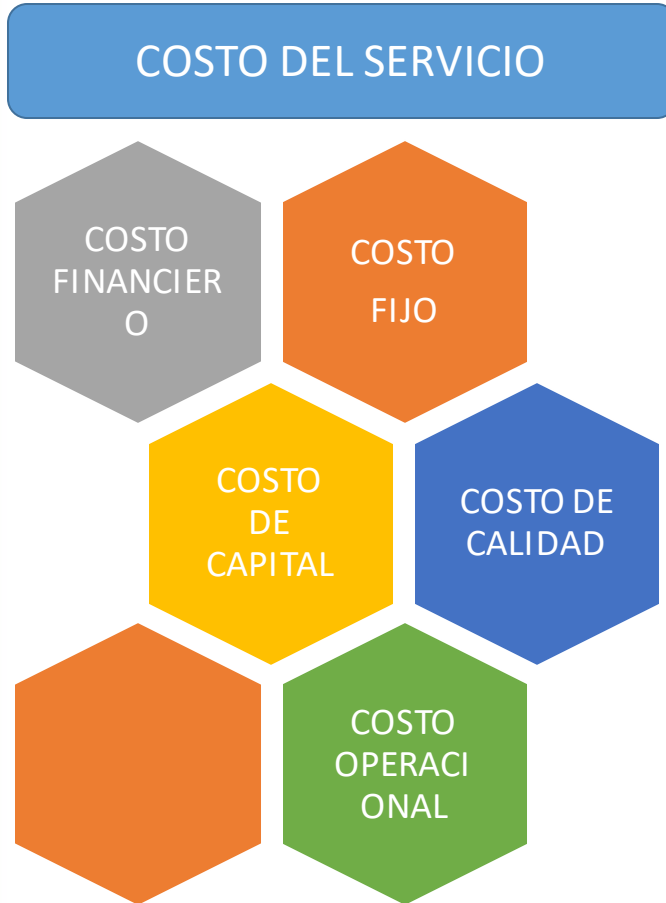 COSTO DEL SERVICIO
COSTO
FINANCIER
O
COSTO
FIJO
COSTO
DE
CAPITAL
COSTO DE
CALIDAD
COSTO
OPERACI
ONAL